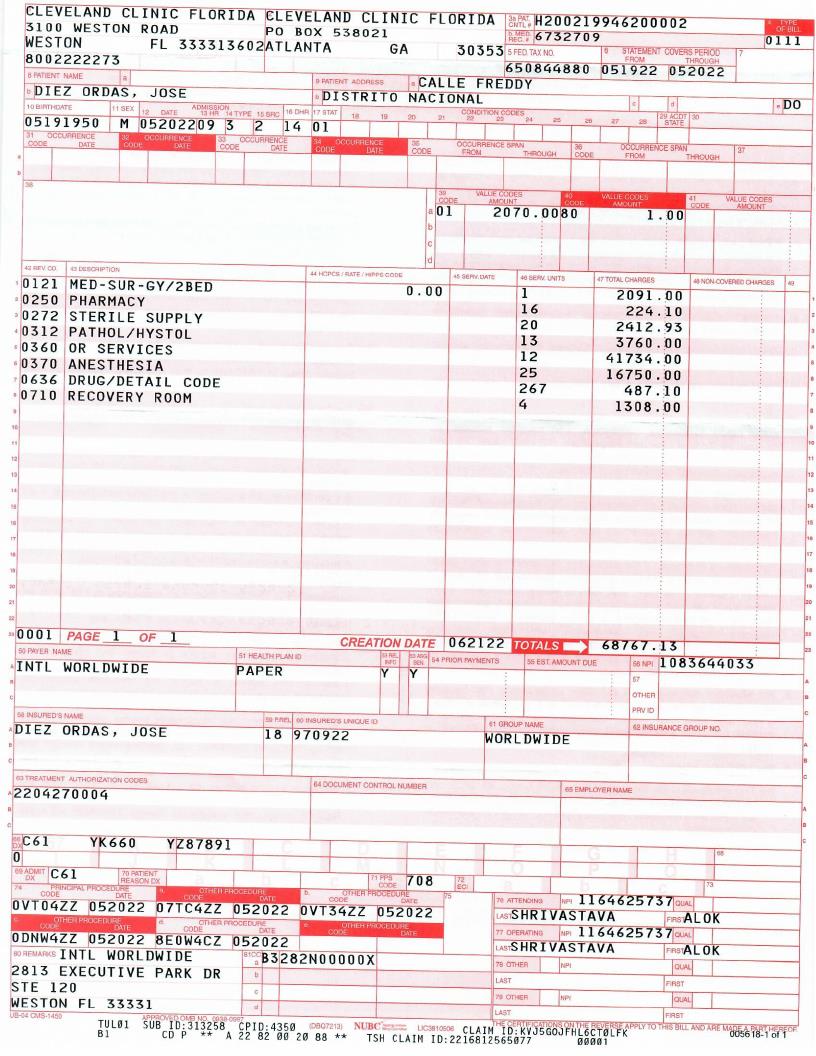 CLEVELAND CLINIC FLORIDA CLEVELAND CLINIC FLORIDA 3a PAT. CNTL # H200219946200002 4 TYPE OF BILL
3100 WESTON ROAD PO BOX 538021 b. MED. REC. # 6732709 0111
WESTON FL 333313602 ATLANTA GA 30353 5 FED. TAX NO. 6 STATEMENT COVERS PERIOD FROM THROUGH 7
8002222273 650844880 051922 052022
8 PATIENT NAME a 9 PATIENT ADDRESS a CALLE FREDDY
b DIEZ ORDAS, JOSE b DISTRITO NACIONAL c d e DO
10 BIRTHDATE 11 SEX 12 DATE ADMISSION 13 HR 14 TYPE 15 SRC 16 DHR 17 STAT 18 19 20 21 CONDITION CODES 22 23 24 25 26 27 28 29 ACDT STATE 30
05191950 M 05202209 3 2 14 01
31 OCCURRENCE CODE DATE 32 OCCURRENCE CODE DATE 33 OCCURRENCE CODE DATE 34 OCCURRENCE CODE DATE 35 OCCURRENCE SPAN CODE FROM THROUGH 36 OCCURRENCE SPAN CODE FROM THROUGH 37
a
b
38 39 VALUE CODES CODE AMOUNT 40 VALUE CODES CODE AMOUNT 41 VALUE CODES CODE AMOUNT
a 01 2070.00 80 1.00
b
c
d
42 REV. CD. 43 DESCRIPTION 44 HCPCS / RATE / HIPPS CODE 45 SERV. DATE 46 SERV. UNITS 47 TOTAL CHARGES 48 NON-COVERED CHARGES 49
1 0121 MED-SUR-GY/2BED 0.00 1 2091.00
2 0250 PHARMACY 16 224.10
3 0272 STERILE SUPPLY 20 2412.93
4 0312 PATHOL/HYSTOL 13 3760.00
5 0360 OR SERVICES 12 41734.00
6 0370 ANESTHESIA 25 16750.00
7 0636 DRUG/DETAIL CODE 267 487.10
8 0710 RECOVERY ROOM 4 1308.00
9
10
11
12
13
14
15
16
17
18
19
20
21
22
23 0001 PAGE 1 OF 1 CREATION DATE 062122 TOTALS 68767.13
50 PAYER NAME 51 HEALTH PLAN ID 52 REL. INFO 53 ASG. BEN. 54 PRIOR PAYMENTS 55 EST. AMOUNT DUE 56 NPI 1083644033
A INTL WORLDWIDE PAPER Y Y 57
B OTHER
C PRV ID
58 INSURED'S NAME 59 P.REL 60 INSURED'S UNIQUE ID 61 GROUP NAME 62 INSURANCE GROUP NO.
A DIEZ ORDAS, JOSE 18 970922 WORLDWIDE
B
C
63 TREATMENT AUTHORIZATION CODES 64 DOCUMENT CONTROL NUMBER 65 EMPLOYER NAME
A 2204270004
B
C
66 DX C61 YK660 YZ87891 68
0
69 ADMIT DX C61 70 PATIENT REASON DX a b c 71 PPS CODE 708 72 ECI a b c 73
74 PRINCIPAL PROCEDURE CODE DATE a. OTHER PROCEDURE CODE DATE b. OTHER PROCEDURE CODE DATE 75 76 ATTENDING NPI 1164625737 QUAL
0VT04ZZ 052022 07TC4ZZ 052022 0VT34ZZ 052022 LAST SHRIVASTAVA FIRST ALOK
c. OTHER PROCEDURE CODE DATE d. OTHER PROCEDURE CODE DATE e. OTHER PROCEDURE CODE DATE 77 OPERATING NPI 1164625737 QUAL
0DNW4ZZ 052022 8E0W4CZ 052022 LAST SHRIVASTAVA FIRST ALOK
80 REMARKS INTL WORLDWIDE 81CC a B3 282N00000X 78 OTHER NPI QUAL
2813 EXECUTIVE PARK DR b LAST FIRST
STE 120 c 79 OTHER NPI QUAL
WESTON FL 33331 d LAST FIRST
UB-04 CMS-1450 APPROVED OMB NO. 0938-0997 THE CERTIFICATIONS ON THE REVERSE APPLY TO THIS BILL AND ARE MADE A PART HEREOF.
TUL01 SUB ID:313258 CPID:4350 (DBQ7213) NUBC LIC3810506 CLAIM ID:KVJ5GOJFHL6CT0LFK 005618-1 of 1
B1 CD P ** A 22 82 00 20 88 ** TSH CLAIM ID:2216812565077 00001